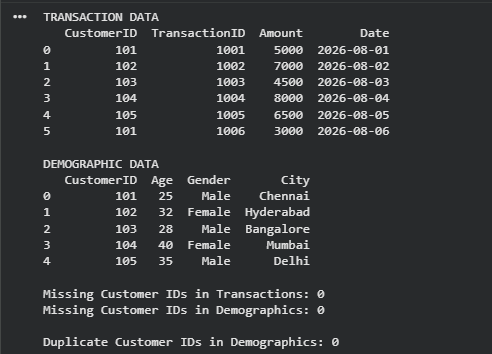 TRANSACTION DATA
CustomerID TransactionID Amount Date
0 101 1001 5000 2026-08-01
1 102 1002 7000 2026-08-02
2 103 1003 4500 2026-08-03
3 104 1004 8000 2026-08-04
4 105 1005 6500 2026-08-05
5 101 1006 3000 2026-08-06
DEMOGRAPHIC DATA
CustomerID Age Gender City
0 101 25 Male Chennai
1 102 32 Female Hyderabad
2 103 28 Male Bangalore
3 104 40 Female Mumbai
4 105 35 Male Delhi
Missing Customer IDs in Transactions: 0
Missing Customer IDs in Demographics: 0
Duplicate Customer IDs in Demographics: 0